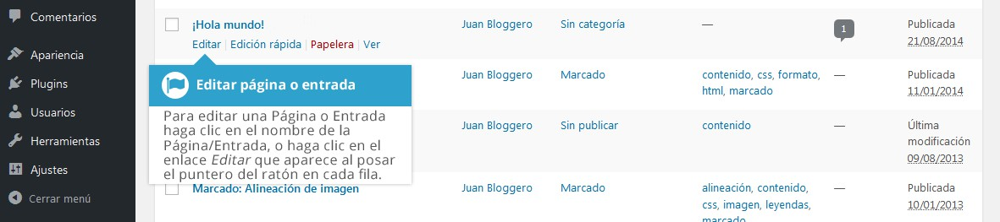 Comentarios
Apariencia
Plugins
Usuarios
Herramientas
Ajustes
Cerrar menú
¡Hola mundo!
Editar | Edición rápida | Papelera | Ver
Juan Bloggero
Sin categoría
—
1
Publicada
21/08/2014
Editar página o entrada
Para editar una Página o Entrada
haga clic en el nombre de la
Página/Entrada, o haga clic en el
enlace Editar que aparece al posar
el puntero del ratón en cada fila.
Juan Bloggero
Marcado
contenido, css, formato,
html, marcado
—
Publicada
11/01/2014
Juan Bloggero
Sin publicar
contenido
—
Última
modificación
09/08/2013
Marcado: Alineación de imagen
Juan Bloggero
Marcado
alineación, contenido,
css, imagen, leyendas,
marcado
—
Publicada
10/01/2013